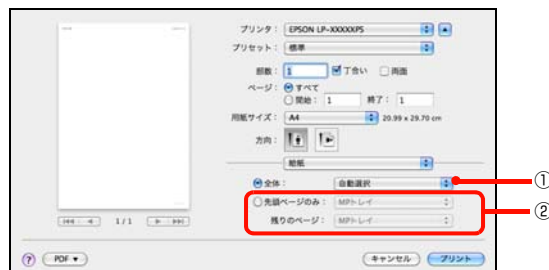 プリンタ： EPSON LP-XXXXXPS
プリセット： 標準
部数： 1 丁合い 両面
ページ： すべて
開始： 1 終了： 1
用紙サイズ： A4 20.99 x 29.70 cm
方向：
給紙
全体： 自動選択 ①
先頭ページのみ： MPトレイ ②
残りのページ： MPトレイ
1 / 1
? PDF ▼ キャンセル プリント